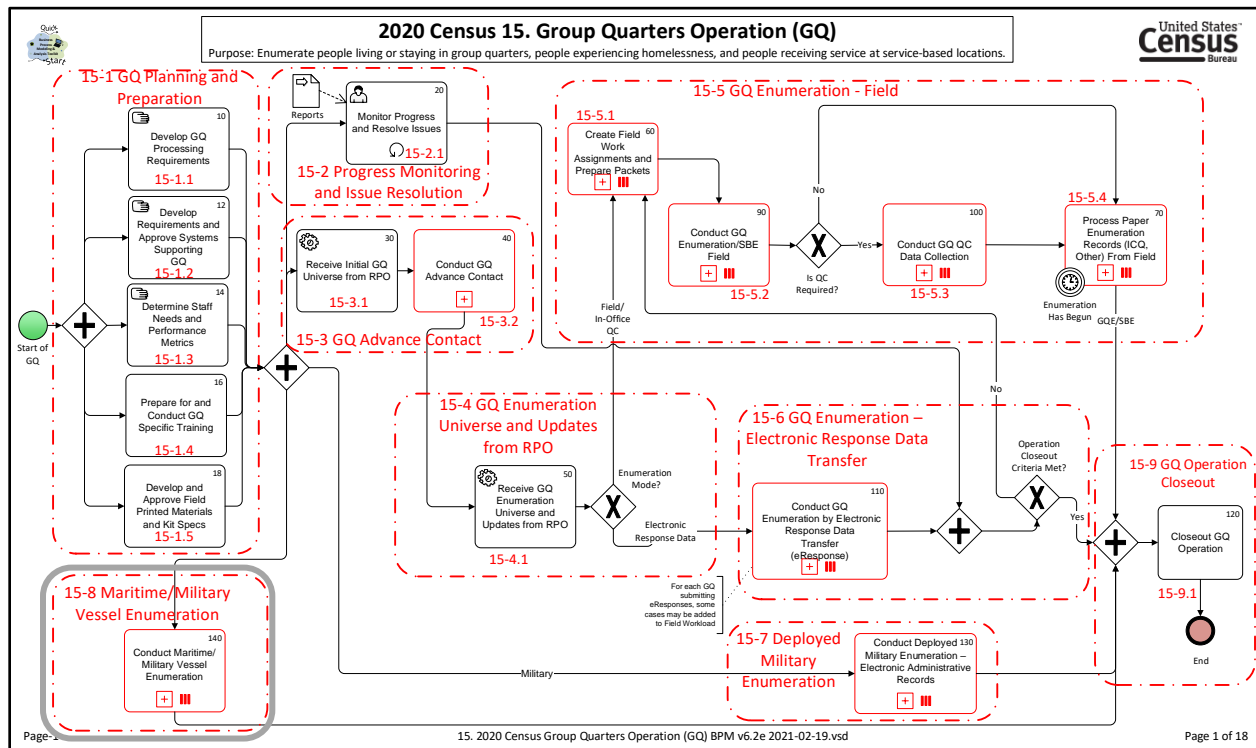 Quick
Business
Process
Modeling &
Analysis Toolkit
Start
2020 Census 15. Group Quarters Operation (GQ)
Purpose: Enumerate people living or staying in group quarters, people experiencing homelessness, and people receiving service at service-based locations.
United States®
Census
Bureau
15-1 GQ Planning and
Preparation
10
Develop GQ
Processing
Requirements
15-1.1
12
Develop
Requirements and
Approve Systems
Supporting
GQ
15-1.2
14
Determine Staff
Needs and
Performance
Metrics
15-1.3
16
Prepare for and
Conduct GQ
Specific Training
15-1.4
18
Develop and
Approve Field
Printed Materials
and Kit Specs
15-1.5
Start of
GQ
Reports
20
Monitor Progress
and Resolve Issues
15-2.1
15-2 Progress Monitoring
and Issue Resolution
30
Receive Initial GQ
Universe from RPO
15-3.1
40
Conduct GQ
Advance Contact
15-3.2
15-3 GQ Advance Contact
15-4 GQ Enumeration
Universe and Updates
from RPO
50
Receive GQ
Enumeration
Universe and
Updates from RPO
15-4.1
Enumeration
Mode?
Field/
In-Office
QC
Electronic
Response Data
15-5 GQ Enumeration - Field
15-5.1
60
Create Field
Work
Assignments and
Prepare Packets
90
Conduct GQ
Enumeration/SBE
Field
15-5.2
Is QC
Required?
No
Yes
100
Conduct GQ QC
Data Collection
15-5.3
15-5.4
70
Process Paper
Enumeration
Records (ICQ,
Other) From Field
Enumeration
Has Begun
GQE/SBE
15-6 GQ Enumeration –
Electronic Response Data
Transfer
110
Conduct GQ
Enumeration by Electronic
Response Data
Transfer
(eResponse)
For each GQ
submitting
eResponses, some
cases may be added
to Field Workload
No
Operation
Closeout
Criteria Met?
Yes
15-7 Deployed
Military
Enumeration
130
Conduct Deployed
Military Enumeration –
Electronic Administrative
Records
Military
15-8 Maritime/Military
Vessel Enumeration
140
Conduct Maritime/
Military Vessel
Enumeration
15-9 GQ Operation
Closeout
120
Closeout GQ
Operation
15-9.1
End
Page-1
15. 2020 Census Group Quarters Operation (GQ) BPM v6.2e 2021-02-19.vsd
Page 1 of 18